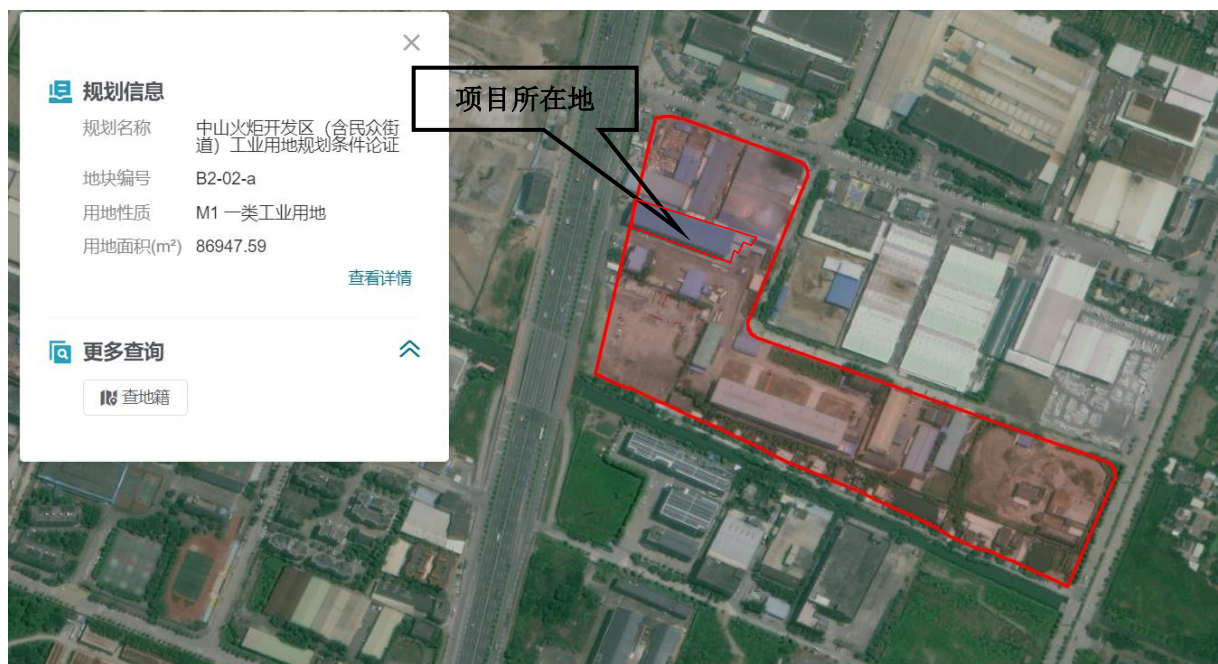 规划信息
规划名称 中山火炬开发区（含民众街
道）工业用地规划条件论证
地块编号 B2-02-a
用地性质 M1 一类工业用地
用地面积(m²) 86947.59
查看详情
更多查询
查地籍
项目所在地